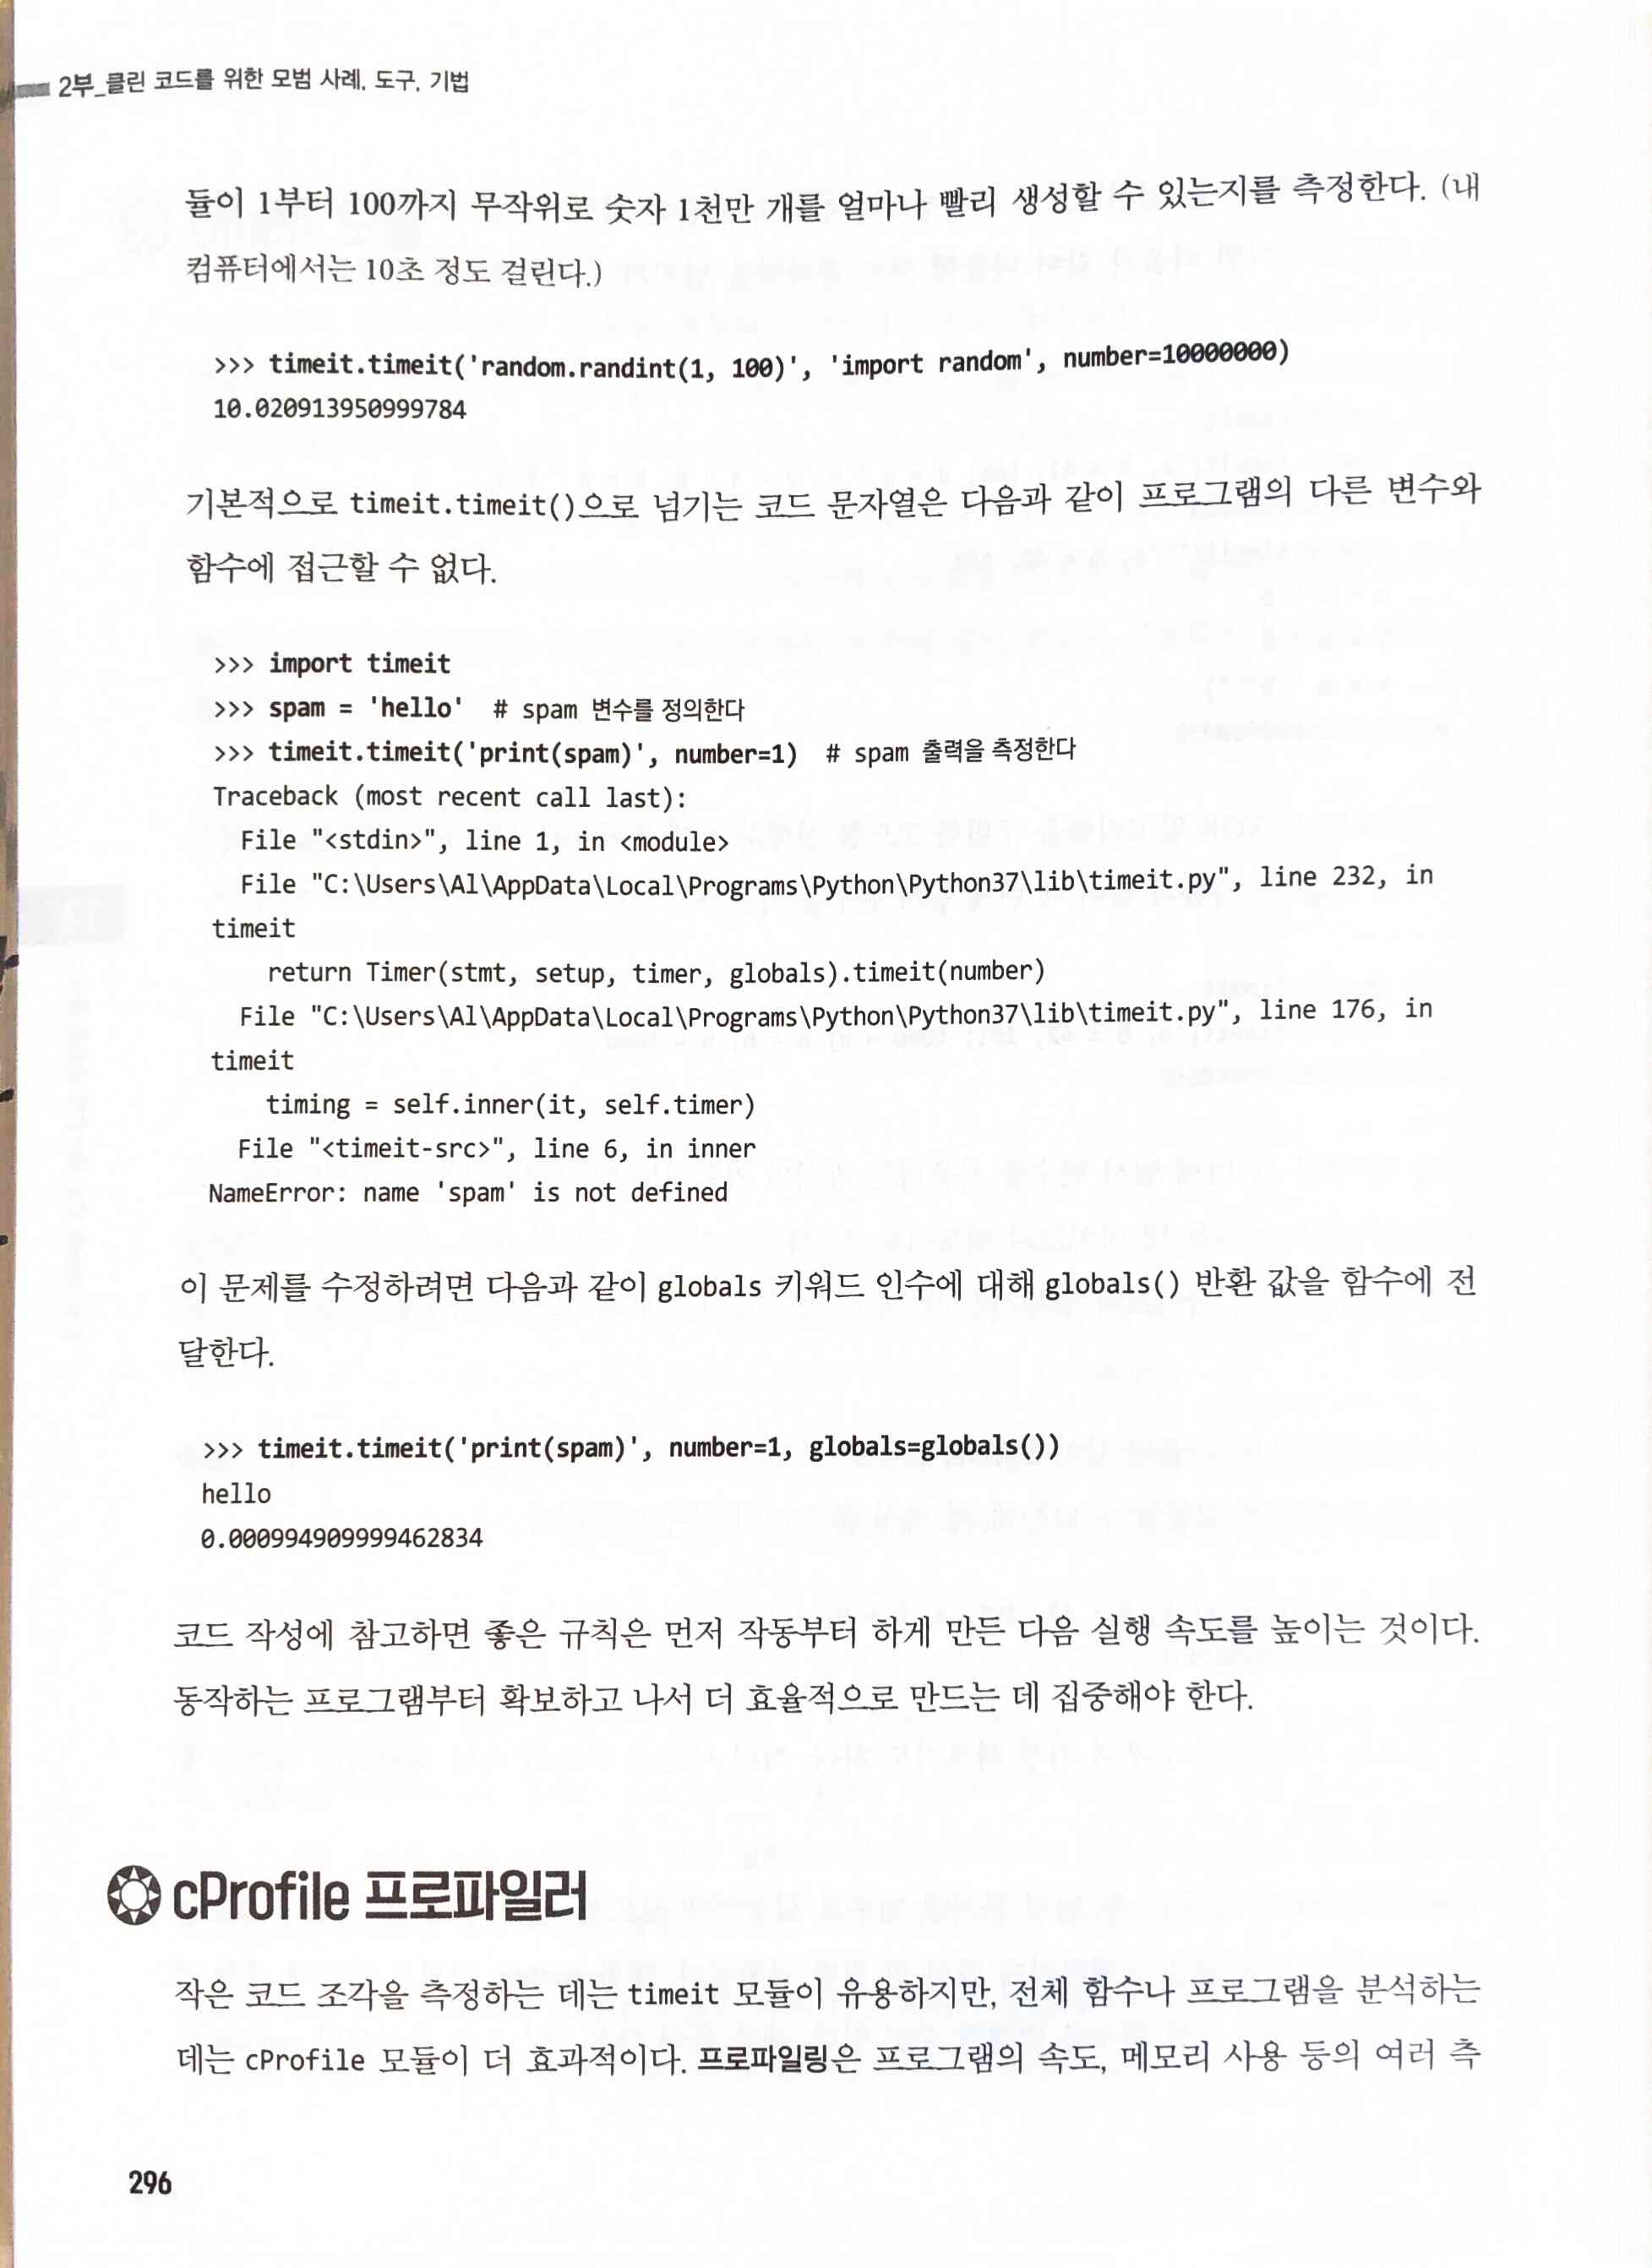 2부_클린 코드를 위한 모범 사례, 도구, 기법
들이 1부터 100까지 무작위로 숫자 1천만 개를 얼마나 빨리 생성할 수 있는지를 측정한다. (내
컴퓨터에서는 10초 정도 걸린다.)
>>> timeit.timeit('random.randint(1, 100)', 'import random', number=10000000)
10.020913950999784
기본적으로 timeit.timeit()으로 넘기는 코드 문자열은 다음과 같이 프로그램의 다른 변수와
함수에 접근할 수 없다.
>>> import timeit
>>> spam = 'hello'  # spam 변수를 정의한다
>>> timeit.timeit('print(spam)', number=1)  # spam 출력을 측정한다
Traceback (most recent call last):
  File "<stdin>", line 1, in <module>
  File "C:\Users\Al\AppData\Local\Programs\Python\Python37\lib\timeit.py", line 232, in
timeit
    return Timer(stmt, setup, timer, globals).timeit(number)
  File "C:\Users\Al\AppData\Local\Programs\Python\Python37\lib\timeit.py", line 176, in
timeit
    timing = self.inner(it, self.timer)
  File "<timeit-src>", line 6, in inner
NameError: name 'spam' is not defined
이 문제를 수정하려면 다음과 같이 globals 키워드 인수에 대해 globals() 반환 값을 함수에 전
달한다.
>>> timeit.timeit('print(spam)', number=1, globals=globals())
hello
0.000994909999462834
코드 작성에 참고하면 좋은 규칙은 먼저 작동부터 하게 만든 다음 실행 속도를 높이는 것이다.
동작하는 프로그램부터 확보하고 나서 더 효율적으로 만드는 데 집중해야 한다.
cProfile 프로파일러
작은 코드 조각을 측정하는 데는 timeit 모듈이 유용하지만, 전체 함수나 프로그램을 분석하는
데는 cProfile 모듈이 더 효과적이다. 프로파일링은 프로그램의 속도, 메모리 사용 등의 여러 측
296